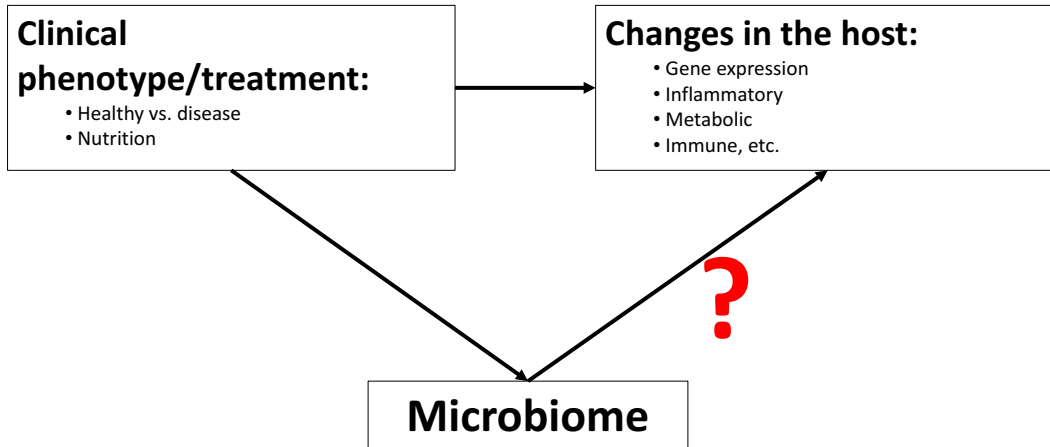 Clinical
phenotype/treatment:
• Healthy vs. disease
• Nutrition
Changes in the host:
• Gene expression
• Inflammatory
• Metabolic
• Immune, etc.
?
Microbiome